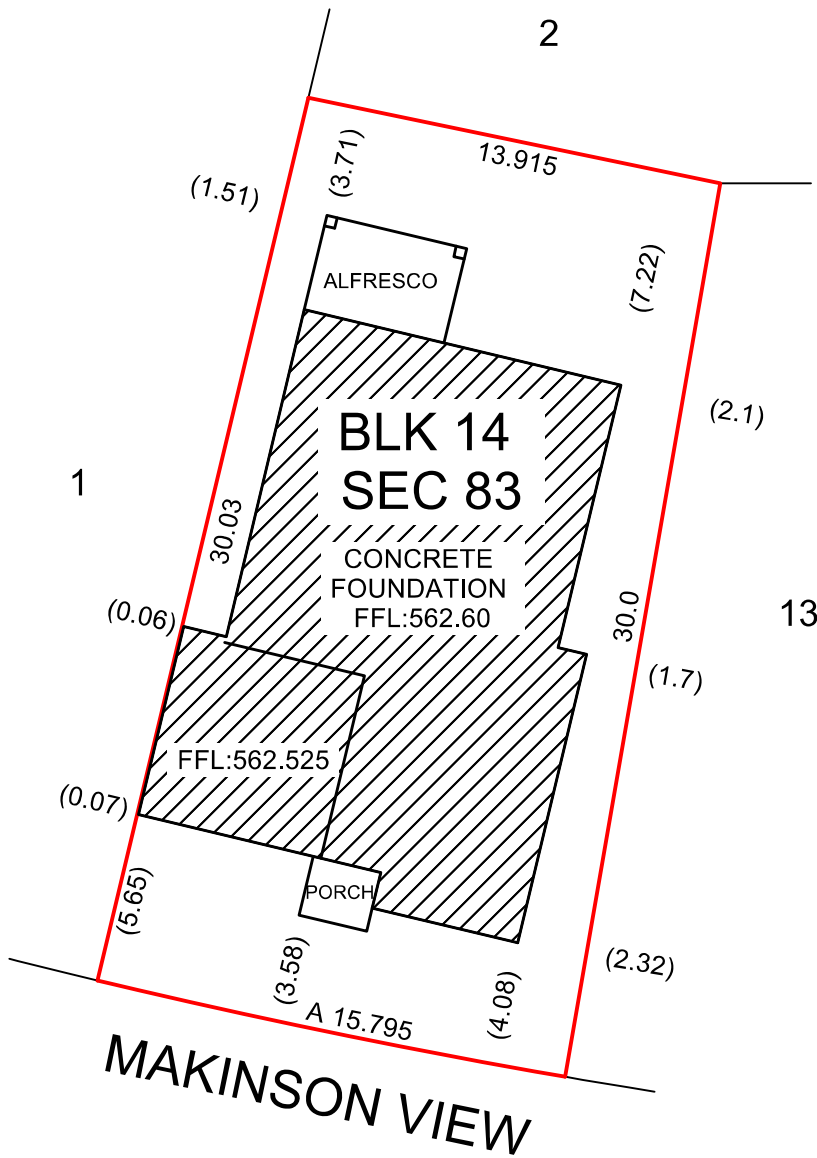 2
13.915
(3.71)
(1.51)
ALFRESCO
(7.22)
(2.1)
BLK 14
SEC 83
1
30.03
CONCRETE
FOUNDATION
FFL:562.60
(0.06)
30.0
13
(1.7)
FFL:562.525
(0.07)
(5.65)
PORCH
(3.58)
(2.32)
(4.08)
A 15.795
MAKINSON VIEW